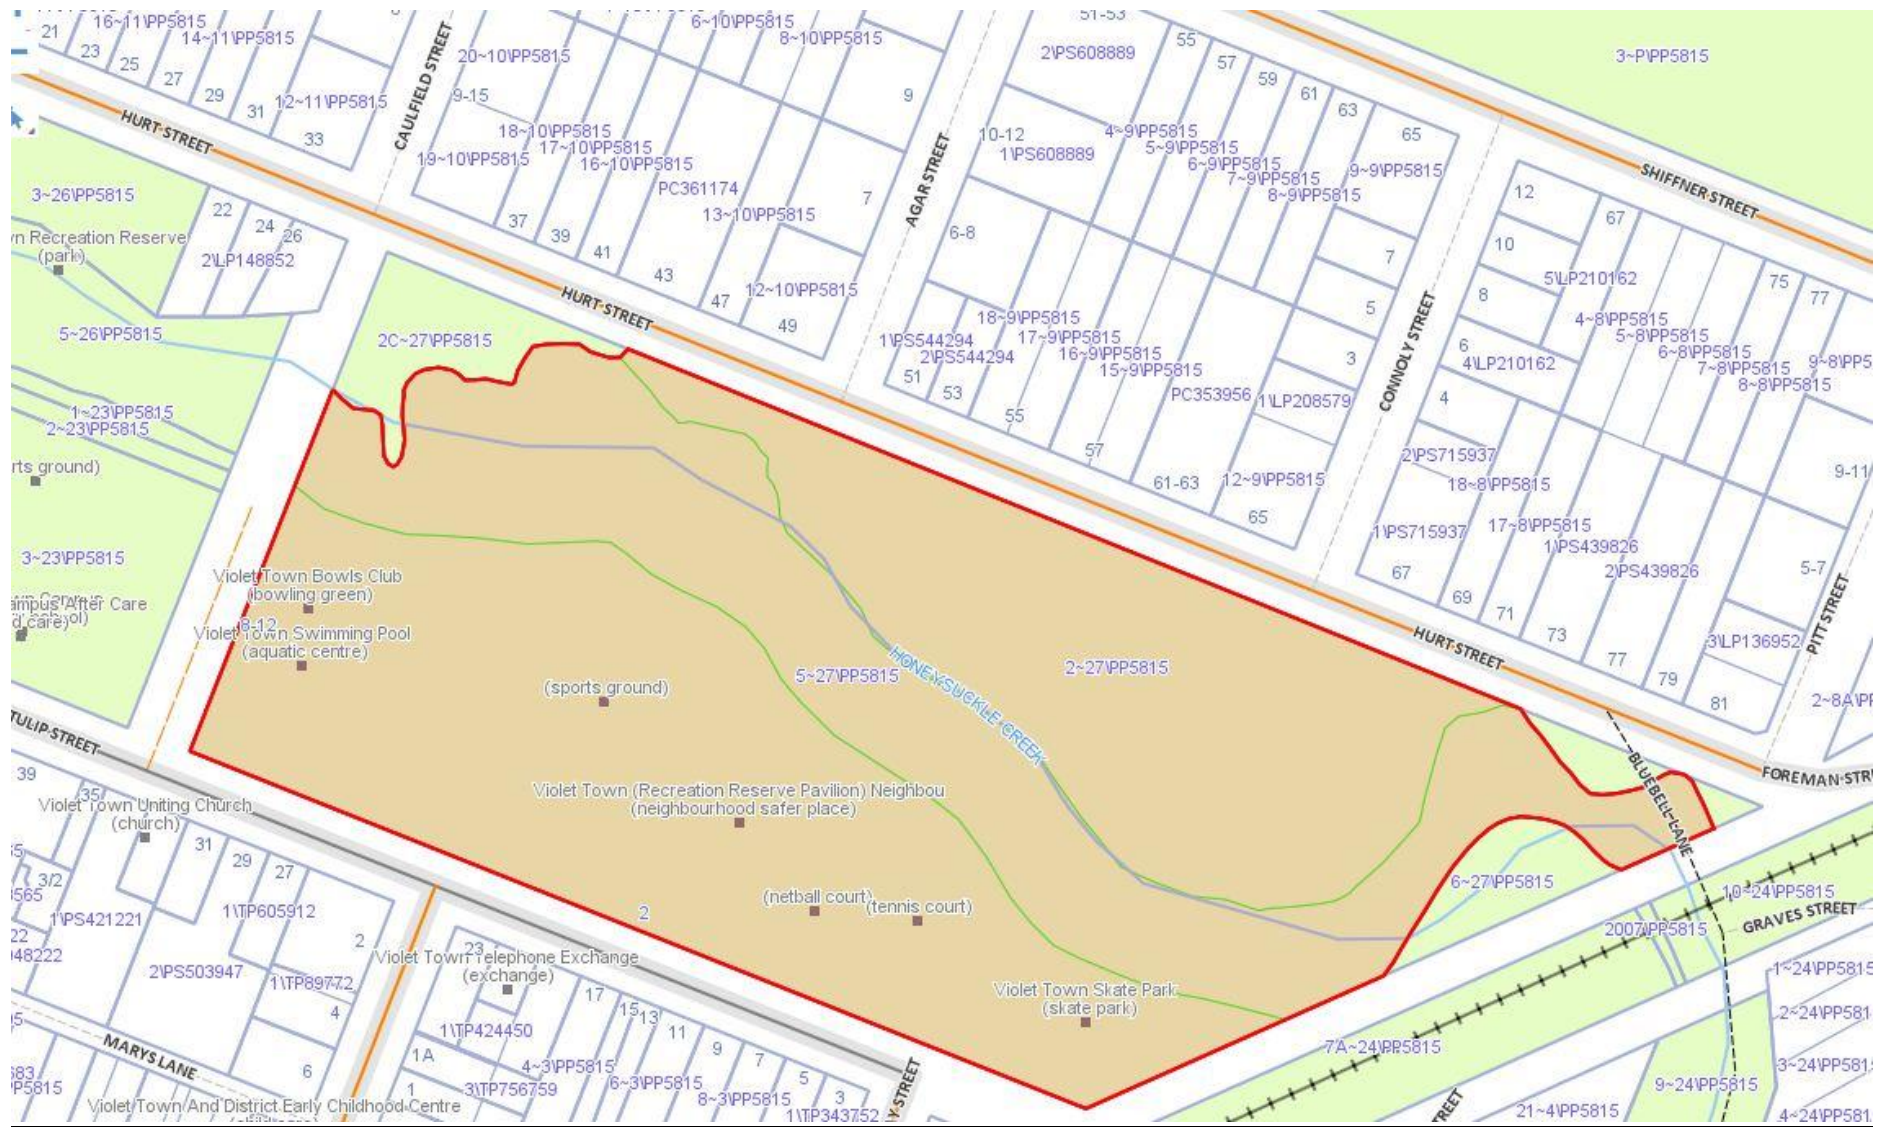 16~11\PP5815
14~11\PP5815
21
23
25
27
29
31
12~11\PP5815
33
HURT STREET
CAULFIELD STREET
20~10\PP5815
9-15
18~10\PP5815
17~10\PP5815
19~10\PP5815
16~10\PP5815
PC361174
13~10\PP5815
6~10\PP5815
8~10\PP5815
9
7
37
39
41
43
47
12~10\PP5815
49
HURT STREET
AGAR STREET
51-53
2\PS608889
10-12
1\PS608889
6-8
55
57
59
61
63
65
4~9\PP5815
5~9\PP5815
6~9\PP5815
7~9\PP5815
8~9\PP5815
9~9\PP5815
7
5
3
1\LP208579
18~9\PP5815
17~9\PP5815
16~9\PP5815
15~9\PP5815
PC353956
1\PS544294
2\PS544294
51
53
55
57
61-63
12~9\PP5815
65
CONNOLY STREET
3~P\PP5815
SHIFFNER STREET
12
10
8
6
4\LP210162
4
67
5\LP210162
4~8\PP5815
5~8\PP5815
6~8\PP5815
7~8\PP5815
8~8\PP5815
75
77
9-11
2\PS715937
18~8\PP5815
1\PS715937
17~8\PP5815
1\PS439826
2\PS439826
67
69
71
73
77
79
81
5-7
3\LP136952
PITT STREET
HURT STREET
3~26\PP5815
22
24
26
2\LP148852
Recreation Reserve
(park)
5~26\PP5815
2C~27\PP5815
1~23\PP5815
2~23\PP5815
ground)
3~23\PP5815
After Care
Violet Town Bowls Club
(bowling green)
8-12
Violet Town Swimming Pool
(aquatic centre)
(sports ground)
5~27\PP5815
HONEYSUCKLE CREEK
2~27\PP5815
Violet Town (Recreation Reserve Pavilion) Neighbou
(neighbourhood safer place)
(netball court)
(tennis court)
2
Violet Town Skate Park
(skate park)
6~27\PP5815
BLUEBELL LANE
FOREMAN
10~24\PP5815
GRAVES STREET
2007\PP5815
7A~24\PP5815
1~24\PP5815
2~24\PP581
3~24\PP581
4~24\PP581
9~24\PP5815
21~4\PP5815
TULIP STREET
39
35
Violet Town Uniting Church
(church)
31
29
27
3/2
1\PS421221
1\TP605912
2
2\PS503947
1\TP89772
4
6
MARYS LANE
Violet Town And District Early Childhood Centre
23
Violet Town Telephone Exchange
(exchange)
1\TP424450
1A
1
3\TP756759
17
15
13
11
9
7
5
3
4~3\PP5815
6~3\PP5815
8~3\PP5815
1\TP343752